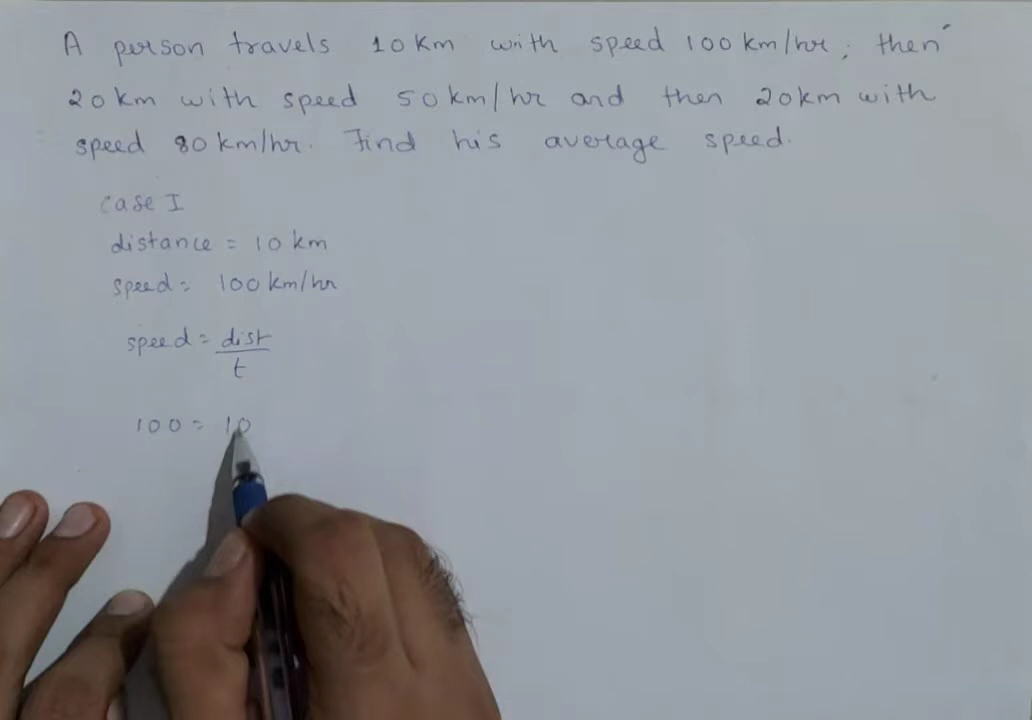 A person travels 10 km with speed 100 km/hr, then
20 km with speed 50 km/hr and then 20 km with
speed 80 km/hr. Find his average speed.
case I
distance = 10 km
speed = 100 km/hr
speed = dist
t
100 = 10